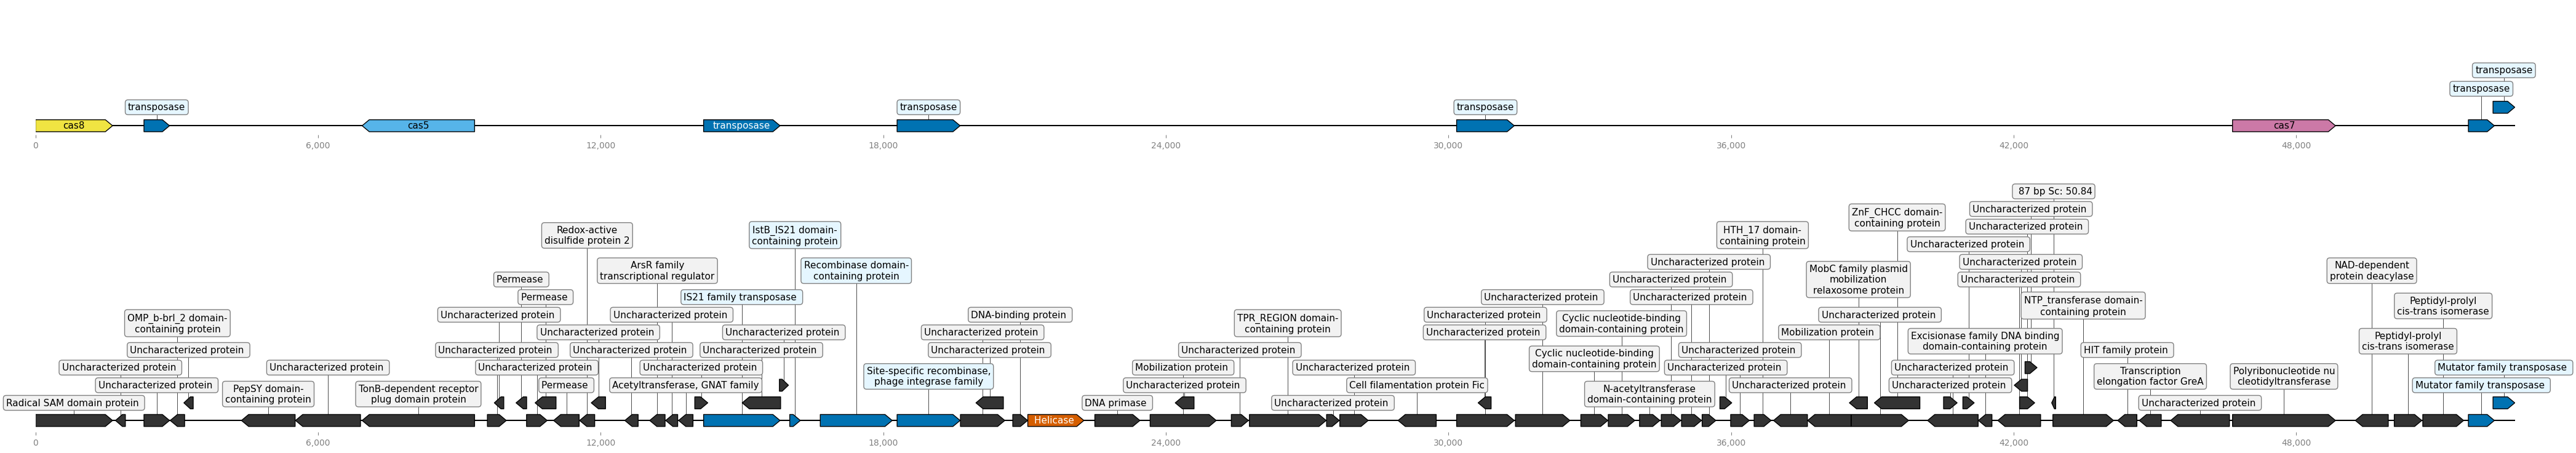 transposase
transposase
transposase
transposase
transposase
cas8
cas5
transposase
cas7
0
6,000
12,000
18,000
24,000
30,000
36,000
42,000
48,000
87 bp Sc: 50.84
Uncharacterized protein
ZnF_CHCC domain-
containing protein
Uncharacterized protein
Redox-active
disulfide protein 2
IstB_IS21 domain-
containing protein
HTH_17 domain-
containing protein
Uncharacterized protein
Uncharacterized protein
Uncharacterized protein
ArsR family
transcriptional regulator
Recombinase domain-
containing protein
MobC family plasmid
mobilization
relaxosome protein
NAD-dependent
protein deacylase
Permease
Uncharacterized protein
Uncharacterized protein
Permease
IS21 family transposase
Uncharacterized protein
Uncharacterized protein
NTP_transferase domain-
containing protein
Peptidyl-prolyl
cis-trans isomerase
OMP_b-brl_2 domain-
containing protein
Uncharacterized protein
Uncharacterized protein
DNA-binding protein
TPR_REGION domain-
containing protein
Uncharacterized protein
Cyclic nucleotide-binding
domain-containing protein
Uncharacterized protein
Uncharacterized protein
Uncharacterized protein
Uncharacterized protein
Uncharacterized protein
Mobilization protein
Excisionase family DNA binding
domain-containing protein
Peptidyl-prolyl
cis-trans isomerase
Uncharacterized protein
Uncharacterized protein
Uncharacterized protein
Uncharacterized protein
Uncharacterized protein
Uncharacterized protein
Cyclic nucleotide-binding
domain-containing protein
Uncharacterized protein
HIT family protein
Uncharacterized protein
Uncharacterized protein
Uncharacterized protein
Uncharacterized protein
Site-specific recombinase,
phage integrase family
Mobilization protein
Uncharacterized protein
Uncharacterized protein
Uncharacterized protein
Transcription
elongation factor GreA
Polyribonucleotide nu
cleotidyltransferase
Mutator family transposase
Uncharacterized protein
PepSY domain-
containing protein
TonB-dependent receptor
plug domain protein
Permease
Acetyltransferase, GNAT family
Uncharacterized protein
Cell filamentation protein Fic
N-acetyltransferase
domain-containing protein
Uncharacterized protein
Uncharacterized protein
Mutator family transposase
Radical SAM domain protein
DNA primase
Uncharacterized protein
Uncharacterized protein
Helicase
0
6,000
12,000
18,000
24,000
30,000
36,000
42,000
48,000